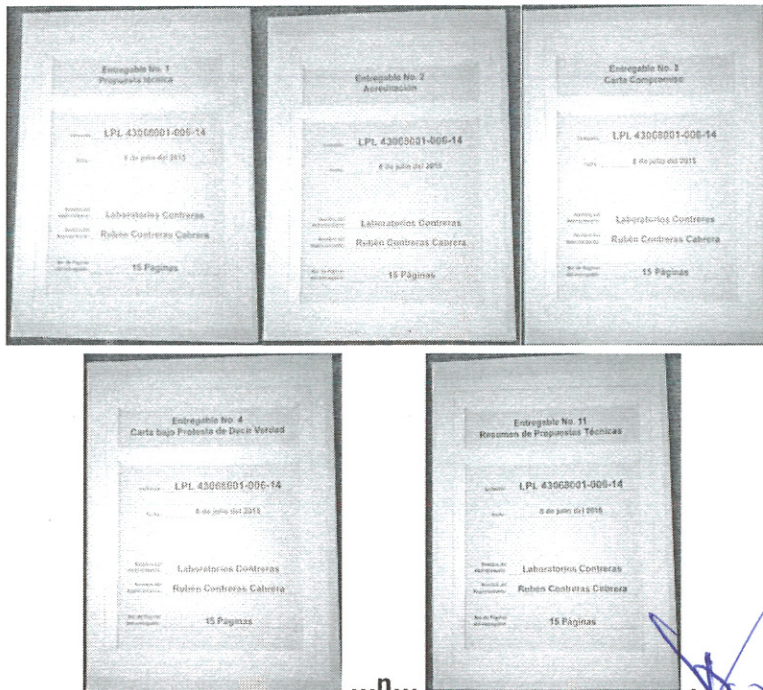 Entregable No. 1
Propuesta técnica
LPL 43068001-006-14
8 de julio del 2015
Laboratorios Contreras
Rubén Contreras Cabrera
15 Páginas
Entregable No. 2
Acreditación
LPL 43068001-006-14
8 de julio del 2015
Laboratorios Contreras
Rubén Contreras Cabrera
15 Páginas
Entregable No. 3
Carta Compromiso
LPL 43068001-006-14
8 de julio del 2015
Laboratorios Contreras
Rubén Contreras Cabrera
15 Páginas
Entregable No. 4
Carta bajo Protesta de Decir Verdad
LPL 43068001-006-14
8 de julio del 2015
Laboratorios Contreras
Rubén Contreras Cabrera
15 Páginas
Entregable No. 11
Resumen de Propuestas Técnicas
LPL 43068001-006-14
8 de julio del 2015
Laboratorios Contreras
Rubén Contreras Cabrera
15 Páginas
...n...